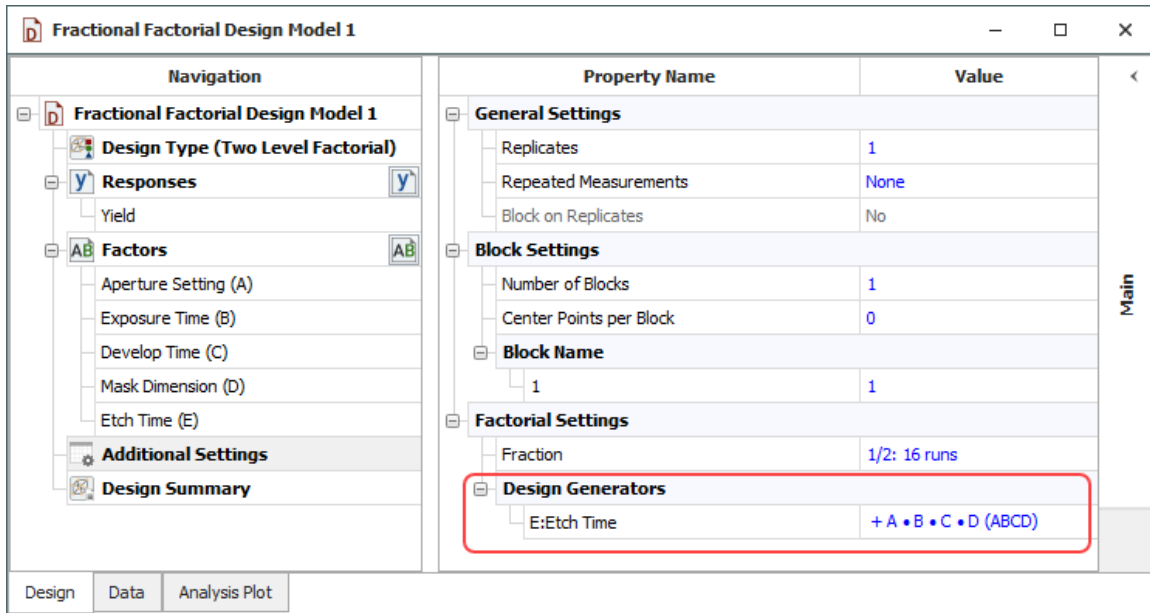 Fractional Factorial Design Model 1
Navigation
Fractional Factorial Design Model 1
Design Type (Two Level Factorial)
Responses
Yield
Factors
Aperture Setting (A)
Exposure Time (B)
Develop Time (C)
Mask Dimension (D)
Etch Time (E)
Additional Settings
Design Summary
Property Name Value
General Settings
Replicates 1
Repeated Measurements None
Block on Replicates No
Block Settings
Number of Blocks 1
Center Points per Block 0
Block Name
1 1
Factorial Settings
Fraction 1/2: 16 runs
Design Generators
E:Etch Time + A • B • C • D (ABCD)
Main
Design Data Analysis Plot